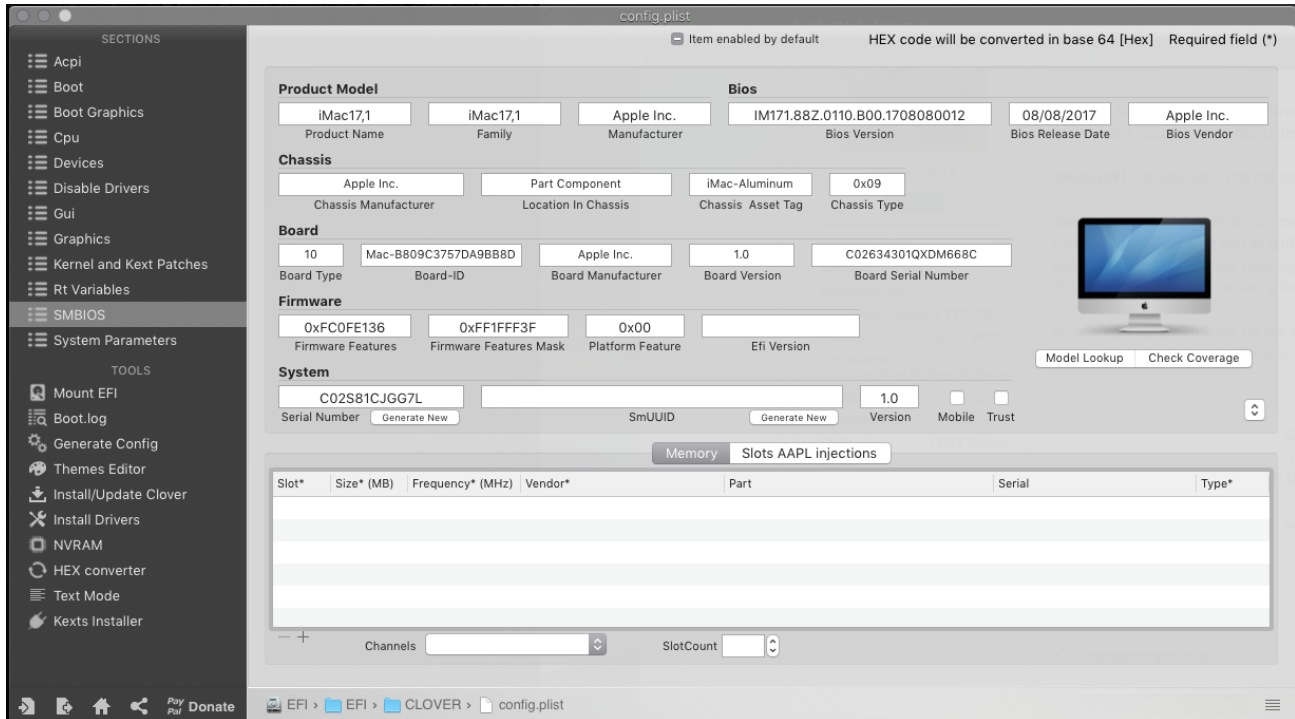 config.plist
SECTIONS
Acpi
Boot
Boot Graphics
Cpu
Devices
Disable Drivers
Gui
Graphics
Kernel and Kext Patches
Rt Variables
SMBIOS
System Parameters
TOOLS
Mount EFI
Boot.log
Generate Config
Themes Editor
Install/Update Clover
Install Drivers
NVRAM
HEX converter
Text Mode
Kexts Installer
Pay Pal Donate
Item enabled by default HEX code will be converted in base 64 [Hex] Required field (*)
Product Model Bios
iMac17,1 iMac17,1 Apple Inc. IM171.88Z.0110.B00.1708080012 08/08/2017 Apple Inc.
Product Name Family Manufacturer Bios Version Bios Release Date Bios Vendor
Chassis
Apple Inc. Part Component iMac-Aluminum 0x09
Chassis Manufacturer Location In Chassis Chassis Asset Tag Chassis Type
Board
10 Mac-B809C3757DA9BB8D Apple Inc. 1.0 C02634301QXDM668C
Board Type Board-ID Board Manufacturer Board Version Board Serial Number
Firmware
0xFC0FE136 0xFF1FFF3F 0x00
Firmware Features Firmware Features Mask Platform Feature Efi Version
Model Lookup Check Coverage
System
C02S81CJGG7L 1.0
Serial Number Generate New SmUUID Generate New Version Mobile Trust
Memory Slots AAPL injections
Slot* Size* (MB) Frequency* (MHz) Vendor* Part Serial Type*
Channels SlotCount
EFI › EFI › CLOVER › config.plist